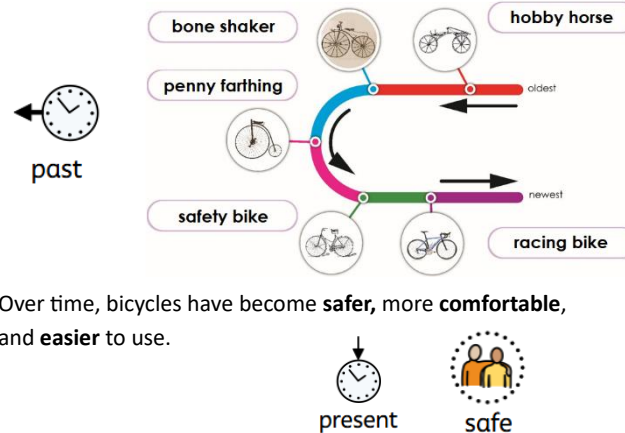 hobby horse
bone shaker
oldest
penny farthing
past
newest
safety bike
racing bike
Over time, bicycles have become safer, more comfortable,
and easier to use.
present
safe